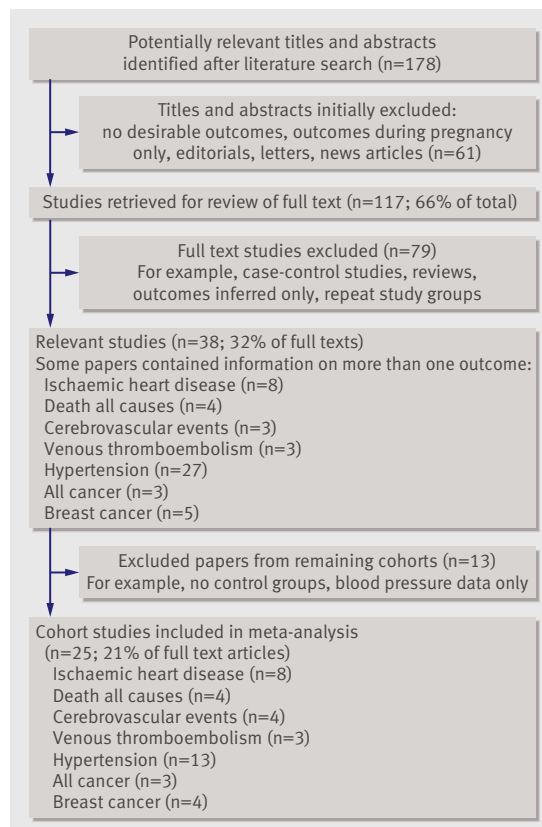 Potentially relevant titles and abstracts
identified after literature search (n=178)
Titles and abstracts initially excluded:
no desirable outcomes, outcomes during pregnancy
only, editorials, letters, news articles (n=61)
Studies retrieved for review of full text (n=117; 66% of total)
Full text studies excluded (n=79)
For example, case-control studies, reviews,
outcomes inferred only, repeat study groups
Relevant studies (n=38; 32% of full texts)
Some papers contained information on more than one outcome:
Ischaemic heart disease (n=8)
Death all causes (n=4)
Cerebrovascular events (n=3)
Venous thromboembolism (n=3)
Hypertension (n=27)
All cancer (n=3)
Breast cancer (n=5)
Excluded papers from remaining cohorts (n=13)
For example, no control groups, blood pressure data only
Cohort studies included in meta-analysis
(n=25; 21% of full text articles)
Ischaemic heart disease (n=8)
Death all causes (n=4)
Cerebrovascular events (n=4)
Venous thromboembolism (n=3)
Hypertension (n=13)
All cancer (n=3)
Breast cancer (n=4)